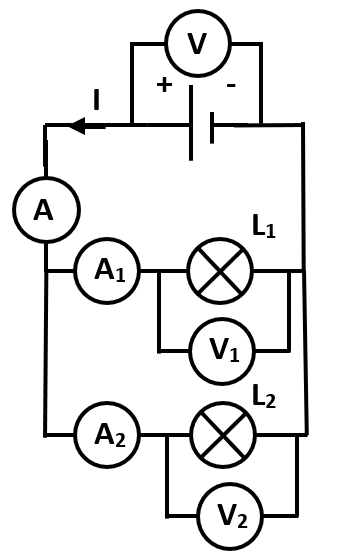 V
+ -
I
A
L₁
A₁
V₁
L₂
A₂
V₂